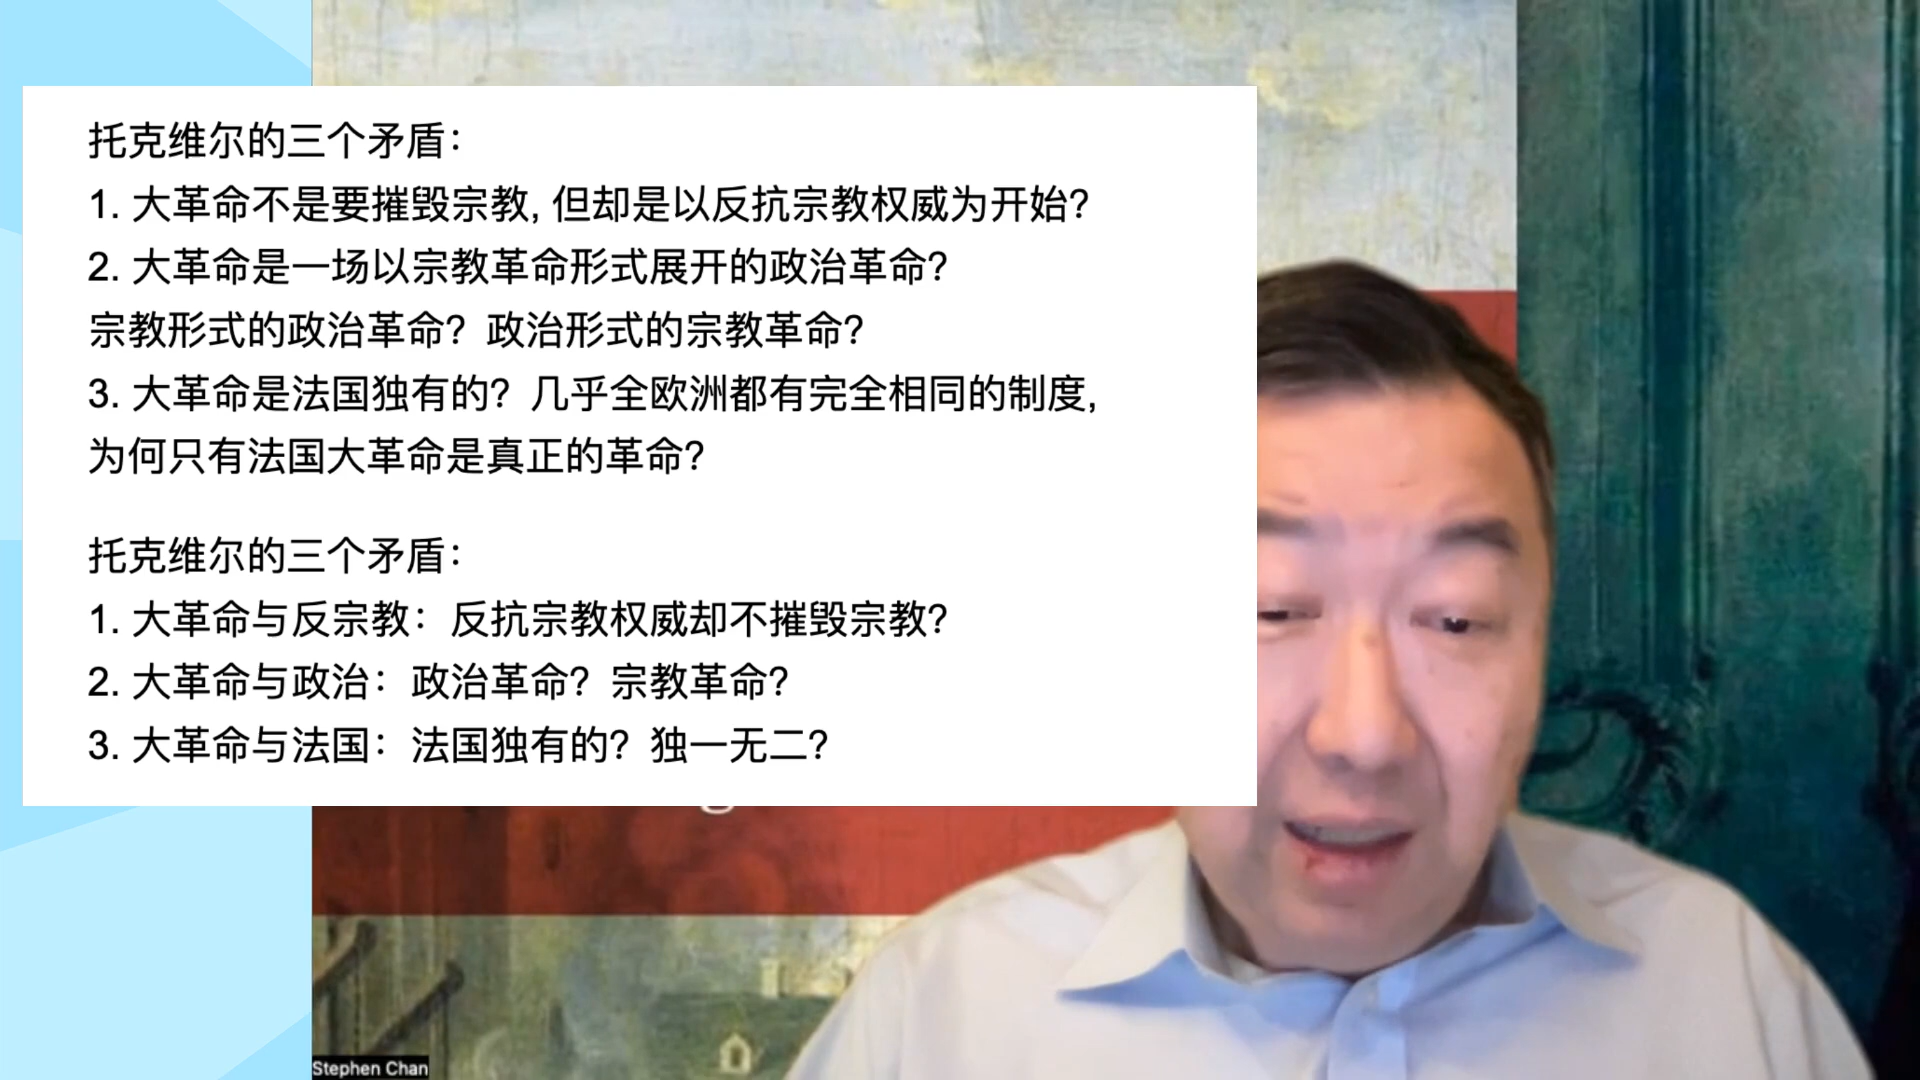 托克维尔的三个矛盾：
1. 大革命不是要摧毁宗教, 但却是以反抗宗教权威为开始？
2. 大革命是一场以宗教革命形式展开的政治革命？
宗教形式的政治革命？政治形式的宗教革命？
3. 大革命是法国独有的？几乎全欧洲都有完全相同的制度,
为何只有法国大革命是真正的革命？
托克维尔的三个矛盾：
1. 大革命与反宗教：反抗宗教权威却不摧毁宗教？
2. 大革命与政治：政治革命？宗教革命？
3. 大革命与法国：法国独有的？独一无二？
Stephen Chan